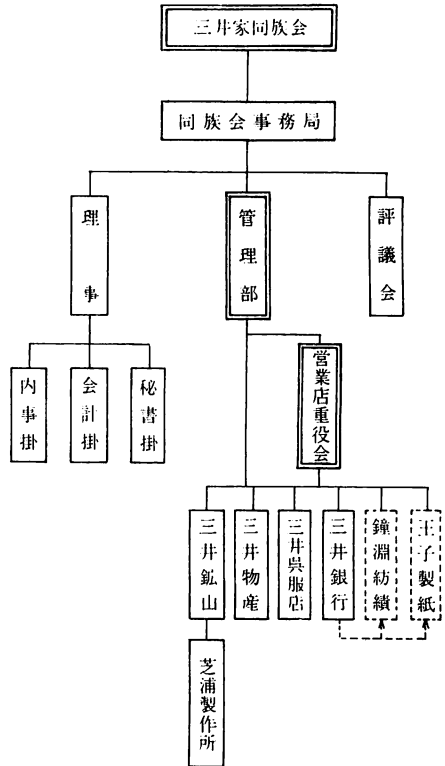 三井家同族会
同族会事務局
理事
管理部
評議会
営業店重役会
内事掛
会計掛
秘書掛
三井鉱山
三井物産
三井呉服店
三井銀行
鐘淵紡績
王子製紙
芝浦製作所